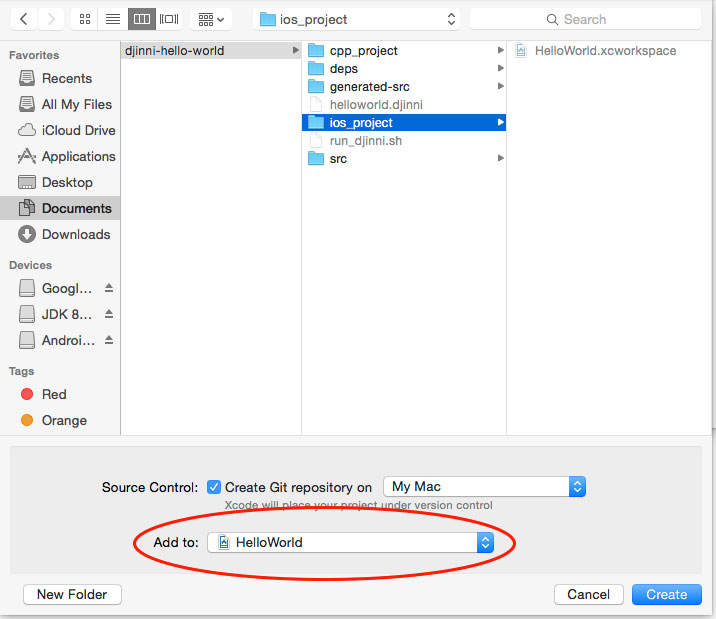 ios_project
Search
Favorites
Recents
All My Files
iCloud Drive
Applications
Desktop
Documents
Downloads
Devices
Googl...
JDK 8...
Androi...
Tags
Red
Orange
djinni-hello-world
cpp_project
deps
generated-src
helloworld.djinni
ios_project
run_djinni.sh
src
HelloWorld.xcworkspace
Source Control: Create Git repository on My Mac
Xcode will place your project under version control
Add to: HelloWorld
New Folder
Cancel
Create